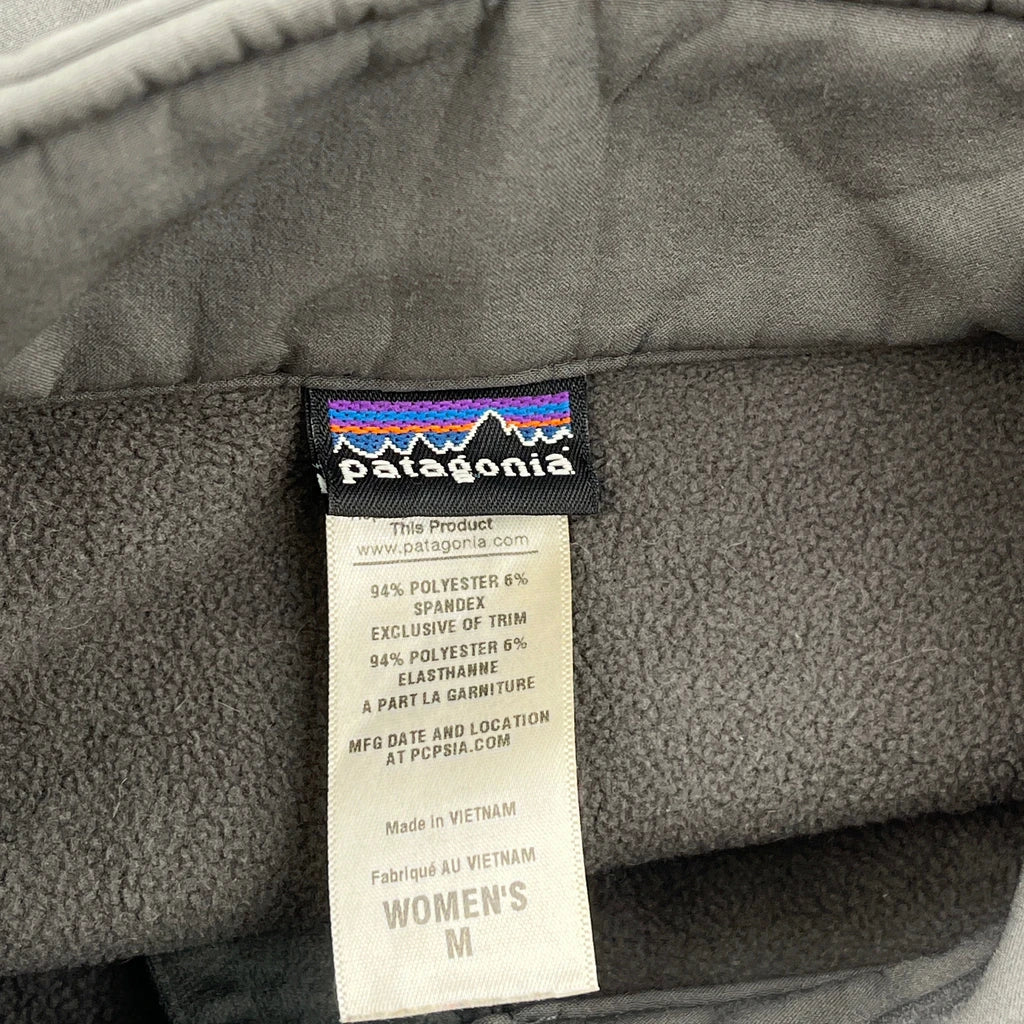 patagonia
This Product
www.patagonia.com
94% POLYESTER 6%
SPANDEX
EXCLUSIVE OF TRIM
94% POLYESTER 6%
ELASTHANNE
A PART LA GARNITURE
MFG DATE AND LOCATION
AT PCPSIA.COM
Made in VIETNAM
Fabriqué AU VIETNAM
WOMEN'S
M